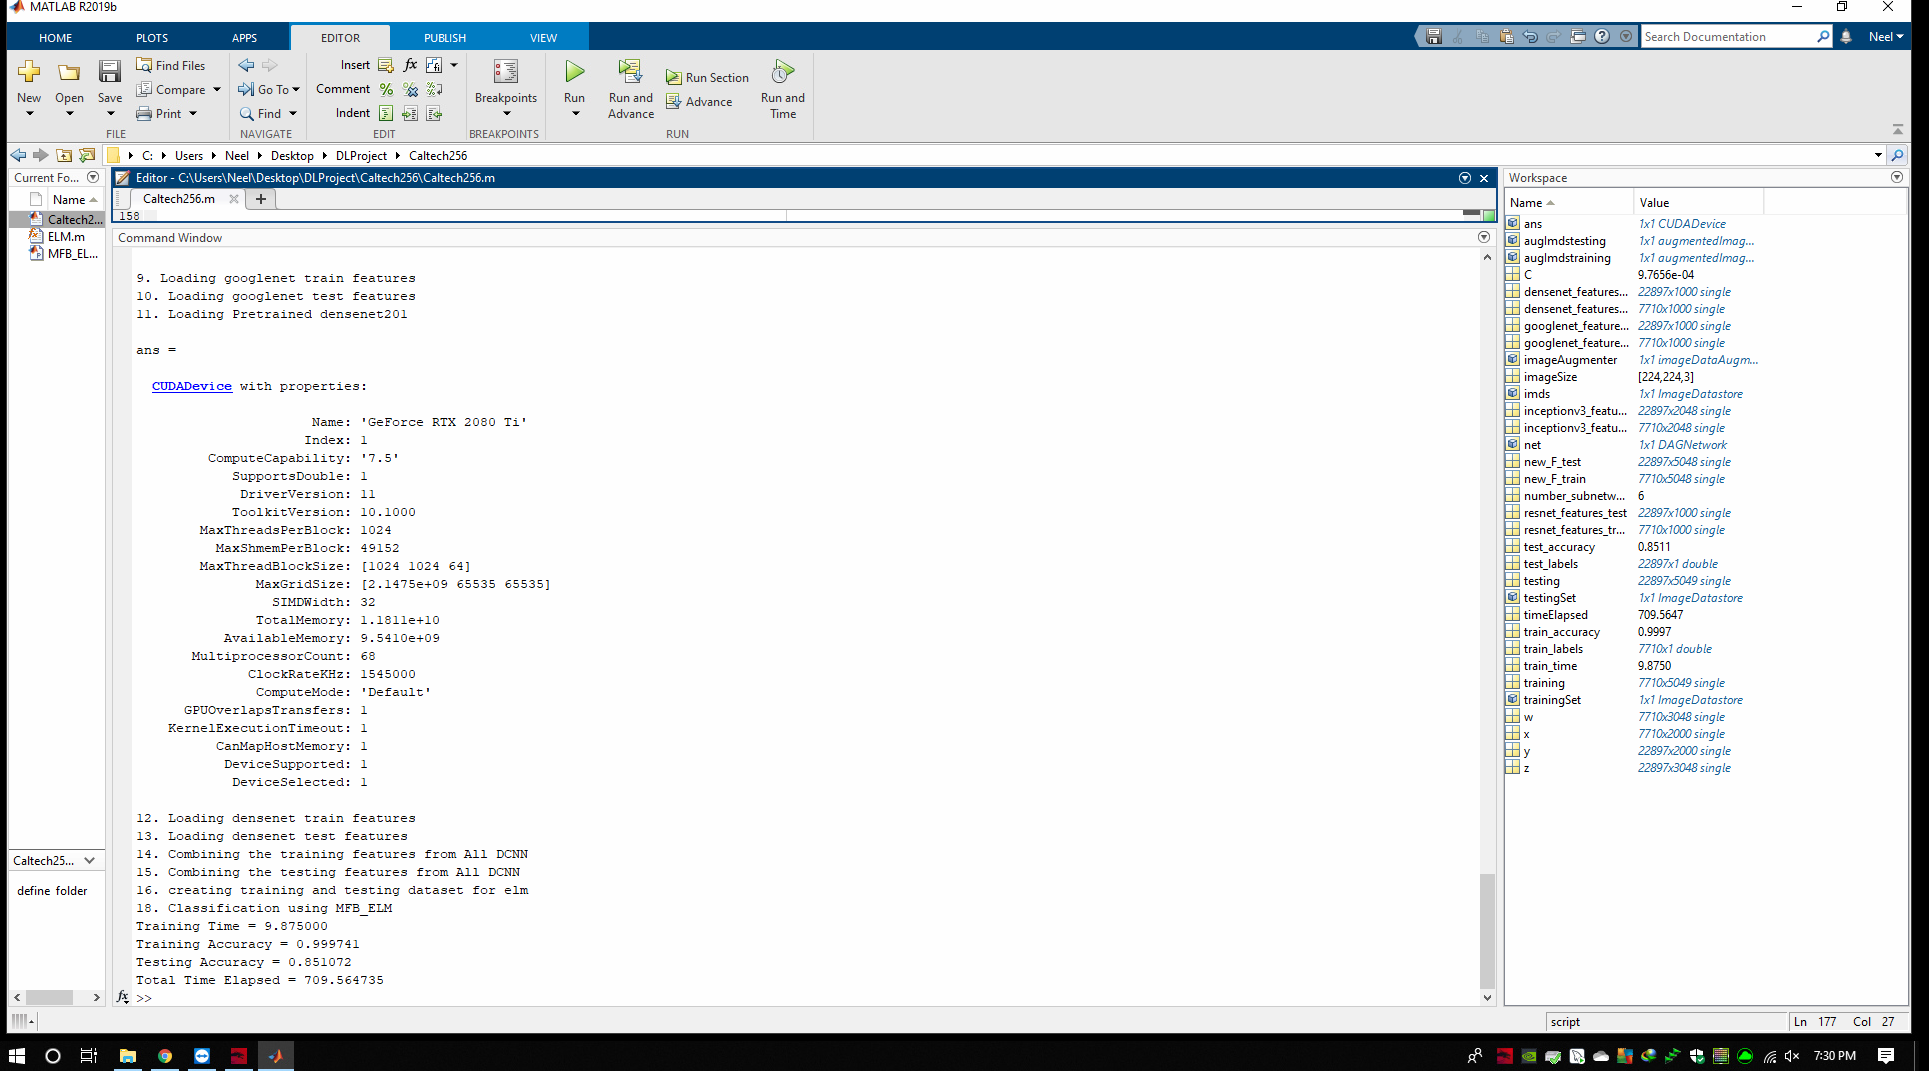 MATLAB R2019b
HOME PLOTS APPS EDITOR PUBLISH VIEW
Search Documentation
Neel
New
Open
Save
Find Files
Compare
Print
FILE
Go To
Find
NAVIGATE
Insert
Comment
Indent
EDIT
Breakpoints
BREAKPOINTS
Run
Run and Advance
Run Section
Advance
Run and Time
RUN
C: Users Neel Desktop DLProject Caltech256
Current Fo...
Name
Caltech2...
ELM.m
MFB_EL...
Caltech25...
define folder
Editor - C:\Users\Neel\Desktop\DLProject\Caltech256\Caltech256.m
Caltech256.m
158
Command Window
9. Loading googlenet train features
10. Loading googlenet test features
11. Loading Pretrained densenet201
ans =
CUDADevice with properties:
Name: 'GeForce RTX 2080 Ti'
Index: 1
ComputeCapability: '7.5'
SupportsDouble: 1
DriverVersion: 11
ToolkitVersion: 10.1000
MaxThreadsPerBlock: 1024
MaxShmemPerBlock: 49152
MaxThreadBlockSize: [1024 1024 64]
MaxGridSize: [2.1475e+09 65535 65535]
SIMDWidth: 32
TotalMemory: 1.1811e+10
AvailableMemory: 9.5410e+09
MultiprocessorCount: 68
ClockRateKHz: 1545000
ComputeMode: 'Default'
GPUOverlapsTransfers: 1
KernelExecutionTimeout: 1
CanMapHostMemory: 1
DeviceSupported: 1
DeviceSelected: 1
12. Loading densenet train features
13. Loading densenet test features
14. Combining the training features from All DCNN
15. Combining the testing features from All DCNN
16. creating training and testing dataset for elm
18. Classification using MFB_ELM
Training Time = 9.875000
Training Accuracy = 0.999741
Testing Accuracy = 0.851072
Total Time Elapsed = 709.564735
fx >>
Workspace
Name Value
ans 1x1 CUDADevice
augImdstesting 1x1 augmentedImag...
augImdstraining 1x1 augmentedImag...
C 9.7656e-04
densenet_features... 22897x1000 single
densenet_features... 7710x1000 single
googlenet_feature... 22897x1000 single
googlenet_feature... 7710x1000 single
imageAugmenter 1x1 imageDataAugm...
imageSize [224,224,3]
imds 1x1 ImageDatastore
inceptionv3_featu... 22897x2048 single
inceptionv3_featu... 7710x2048 single
net 1x1 DAGNetwork
new_F_test 22897x5048 single
new_F_train 7710x5048 single
number_subnetw... 6
resnet_features_test 22897x1000 single
resnet_features_tr... 7710x1000 single
test_accuracy 0.8511
test_labels 22897x1 double
testing 22897x5049 single
testingSet 1x1 ImageDatastore
timeElapsed 709.5647
train_accuracy 0.9997
train_labels 7710x1 double
train_time 9.8750
training 7710x5049 single
trainingSet 1x1 ImageDatastore
w 7710x3048 single
x 7710x2000 single
y 22897x2000 single
z 22897x3048 single
script
Ln 177 Col 27
7:30 PM